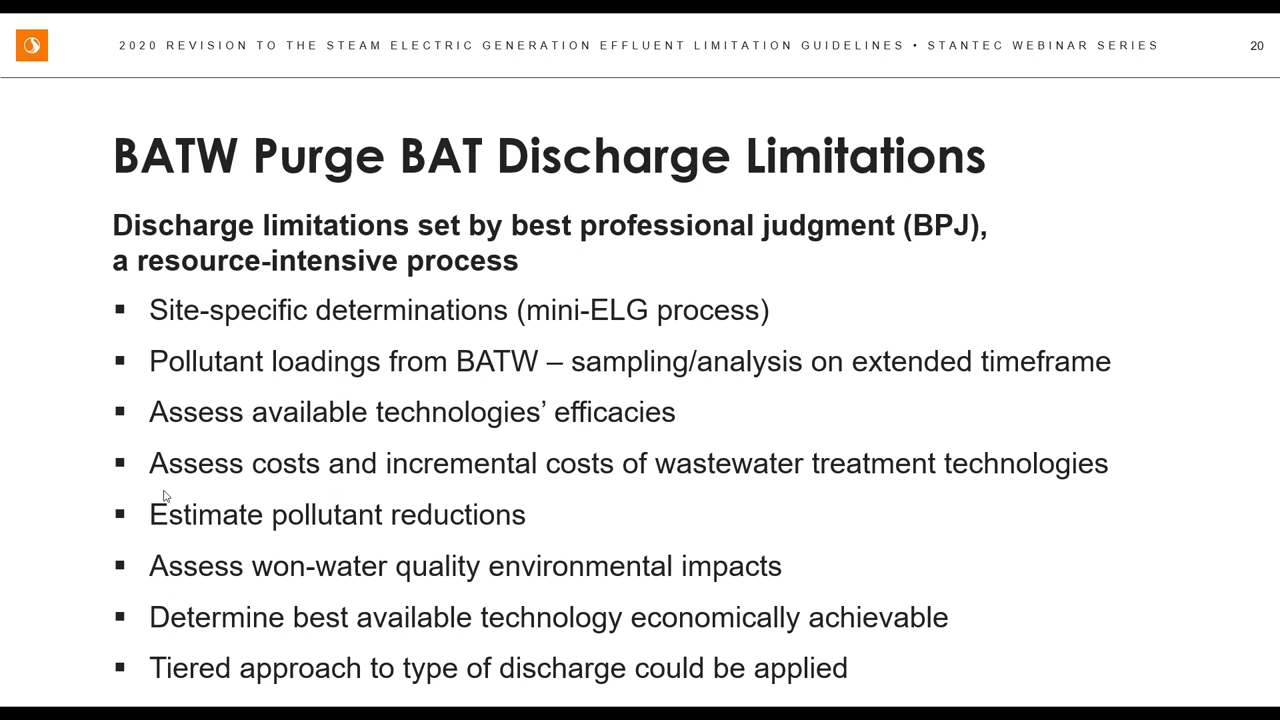 2020 REVISION TO THE STEAM ELECTRIC GENERATION EFFLUENT LIMITATION GUIDELINES • STANTEC WEBINAR SERIES
20
BATW Purge BAT Discharge Limitations
Discharge limitations set by best professional judgment (BPJ),
a resource-intensive process
▪ Site-specific determinations (mini-ELG process)
▪ Pollutant loadings from BATW – sampling/analysis on extended timeframe
▪ Assess available technologies’ efficacies
▪ Assess costs and incremental costs of wastewater treatment technologies
▪ Estimate pollutant reductions
▪ Assess won-water quality environmental impacts
▪ Determine best available technology economically achievable
▪ Tiered approach to type of discharge could be applied